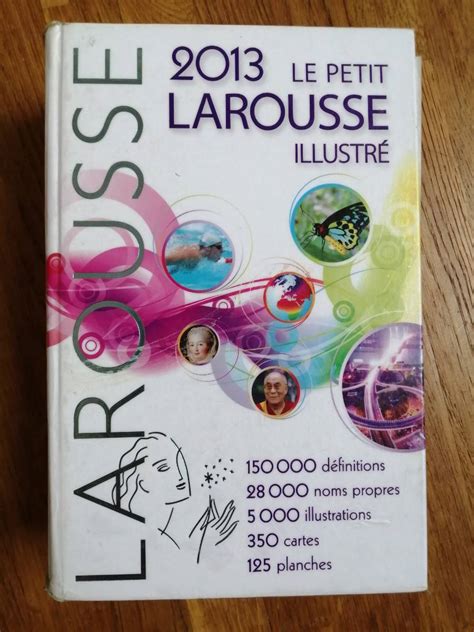 LAROUSSE
2013 LE PETIT
LAROUSSE
ILLUSTRÉ
150 000 définitions
28 000 noms propres
5 000 illustrations
350 cartes
125 planches